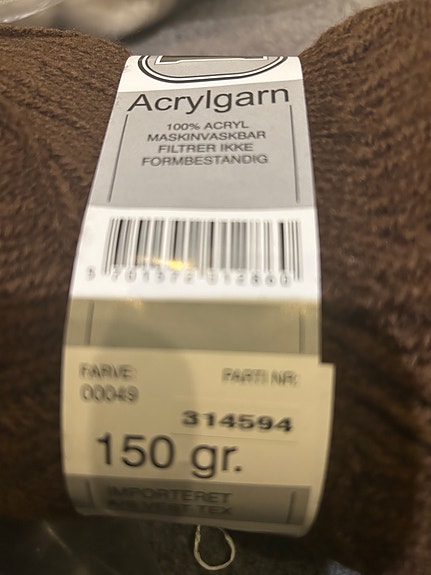 Acrylgarn
100% ACRYL
MASKINVASKBAR
FILTRER IKKE
FORMBESTANDIG
FARVE:
00049
PARTI NR:
314594
150 gr.
IMPORTERET